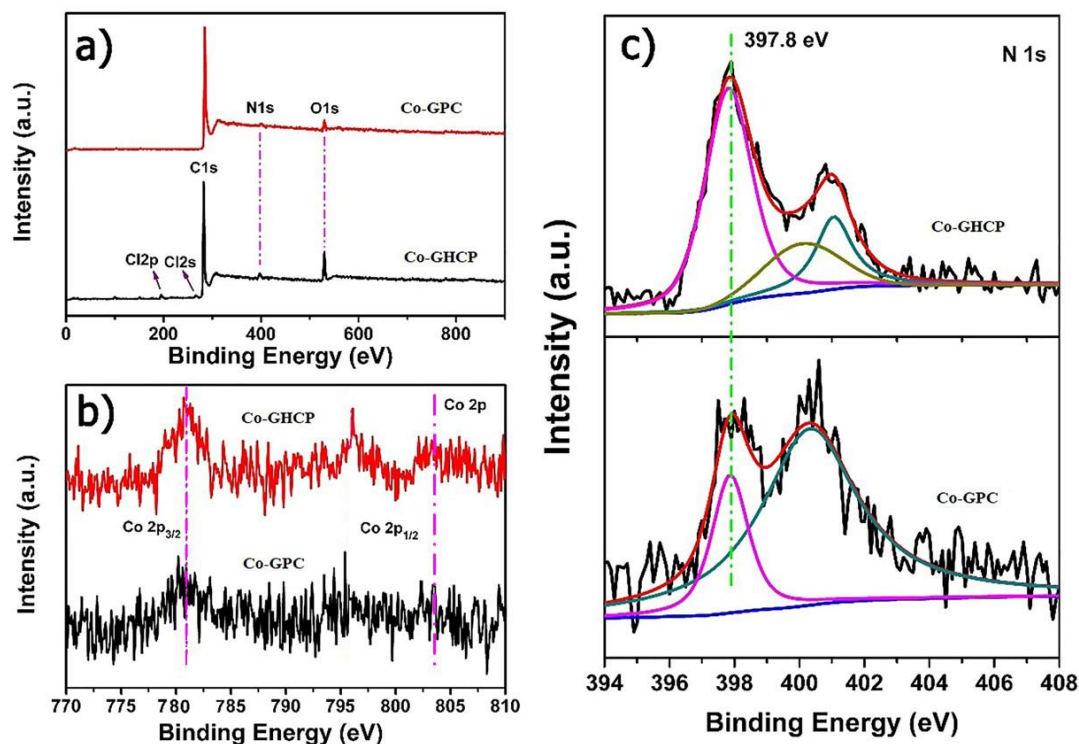 a)
Intensity (a.u.)
N1s
O1s
Co-GPC
C1s
Cl2p
Cl2s
Co-GHCP
0 200 400 600 800
Binding Energy (eV)
b)
Intensity (a.u.)
Co-GHCP
Co 2p
Co 2p3/2
Co 2p1/2
Co-GPC
770 775 780 785 790 795 800 805 810
Binding Energy (eV)
c)
397.8 eV
N 1s
Intensity (a.u.)
Co-GHCP
Co-GPC
394 396 398 400 402 404 406 408
Binding Energy (eV)